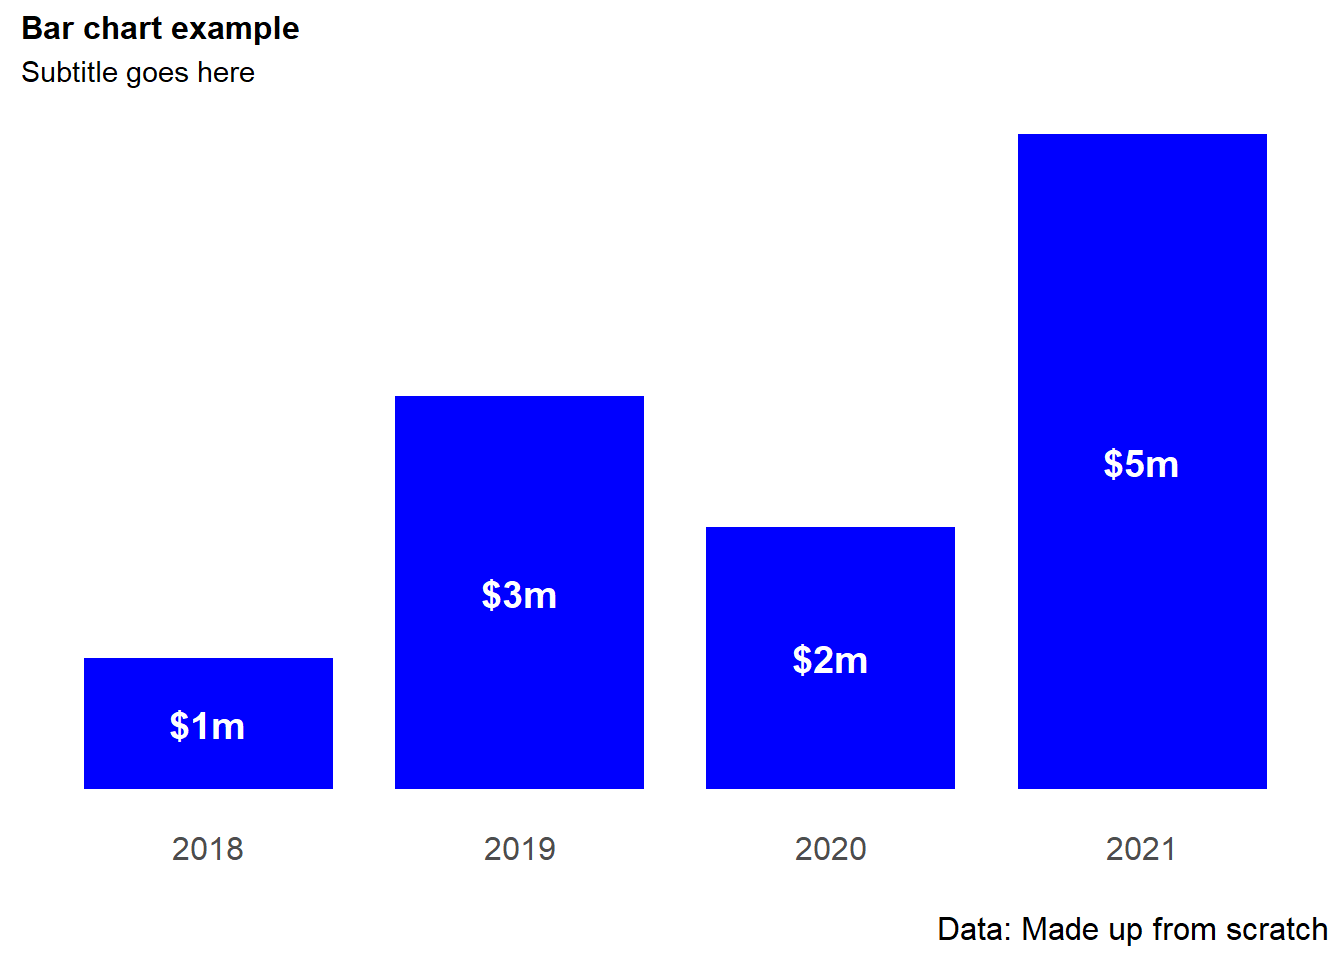 Bar chart example
Subtitle goes here
$5m
$3m
$2m
$1m
2018 2019 2020 2021
Data: Made up from scratch